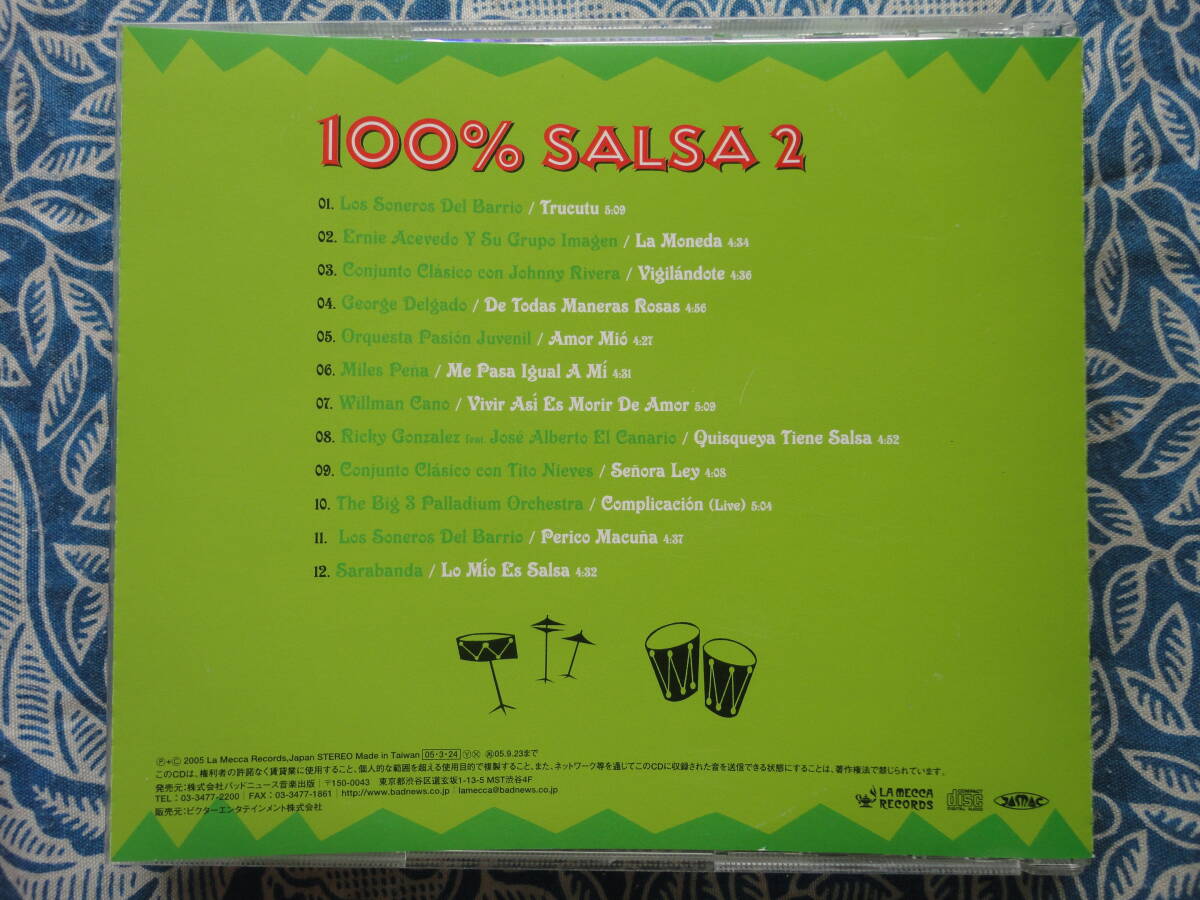 100% SALSA 2
01. Los Soneros Del Barrio / Trucutu 5:09
02. Ernie Acevedo Y Su Grupo Imagen / La Moneda 4:34
03. Conjunto Clásico con Johnny Rivera / Vigilándote 4:36
04. George Delgado / De Todas Maneras Rosas 4:56
05. Orquesta Pasión Juvenil / Amor Mió 4:27
06. Miles Peña / Me Pasa Igual A Mí 4:31
07. Willman Cano / Vivir Así Es Morir De Amor 5:09
08. Ricky Gonzalez feat. José Alberto El Canario / Quisqueya Tiene Salsa 4:52
09. Conjunto Clásico con Tito Nieves / Señora Ley 4:08
10. The Big 3 Palladium Orchestra / Complicación (Live) 5:04
11. Los Soneros Del Barrio / Perico Macuña 4:37
12. Sarabanda / Lo Mío Es Salsa 4:32
Ⓟ+Ⓒ 2005 La Mecca Records,Japan STEREO Made in Taiwan 05・3・24 Ⓨ Ⓧ 05.9.23まで
このCDは、権利者の許諾なく賃貸業に使用すること、個人的な範囲を超える使用目的で複製すること、また、ネットワーク等を通じてこのCDに収録された音を送信できる状態にすることは、著作権法で禁じられています。
発売元:株式会社バッドニュース音楽出版|〒150-0043 東京都渋谷区道玄坂1-13-5 MST渋谷4F
TEL : 03-3477-2200|FAX : 03-3477-1861|http://www.badnews.co.jp|lamecca@badnews.co.jp
販売元:ビクターエンタテインメント株式会社
LA MECCA RECORDS
COMPACT disc DIGITAL AUDIO
JASRAC